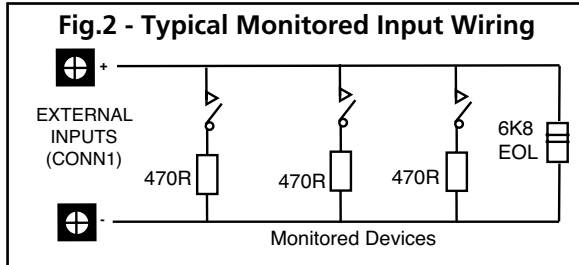 Fig.2 - Typical Monitored Input Wiring
+
EXTERNAL
INPUTS
(CONN1)
470R
470R
470R
6K8
EOL
-
Monitored Devices